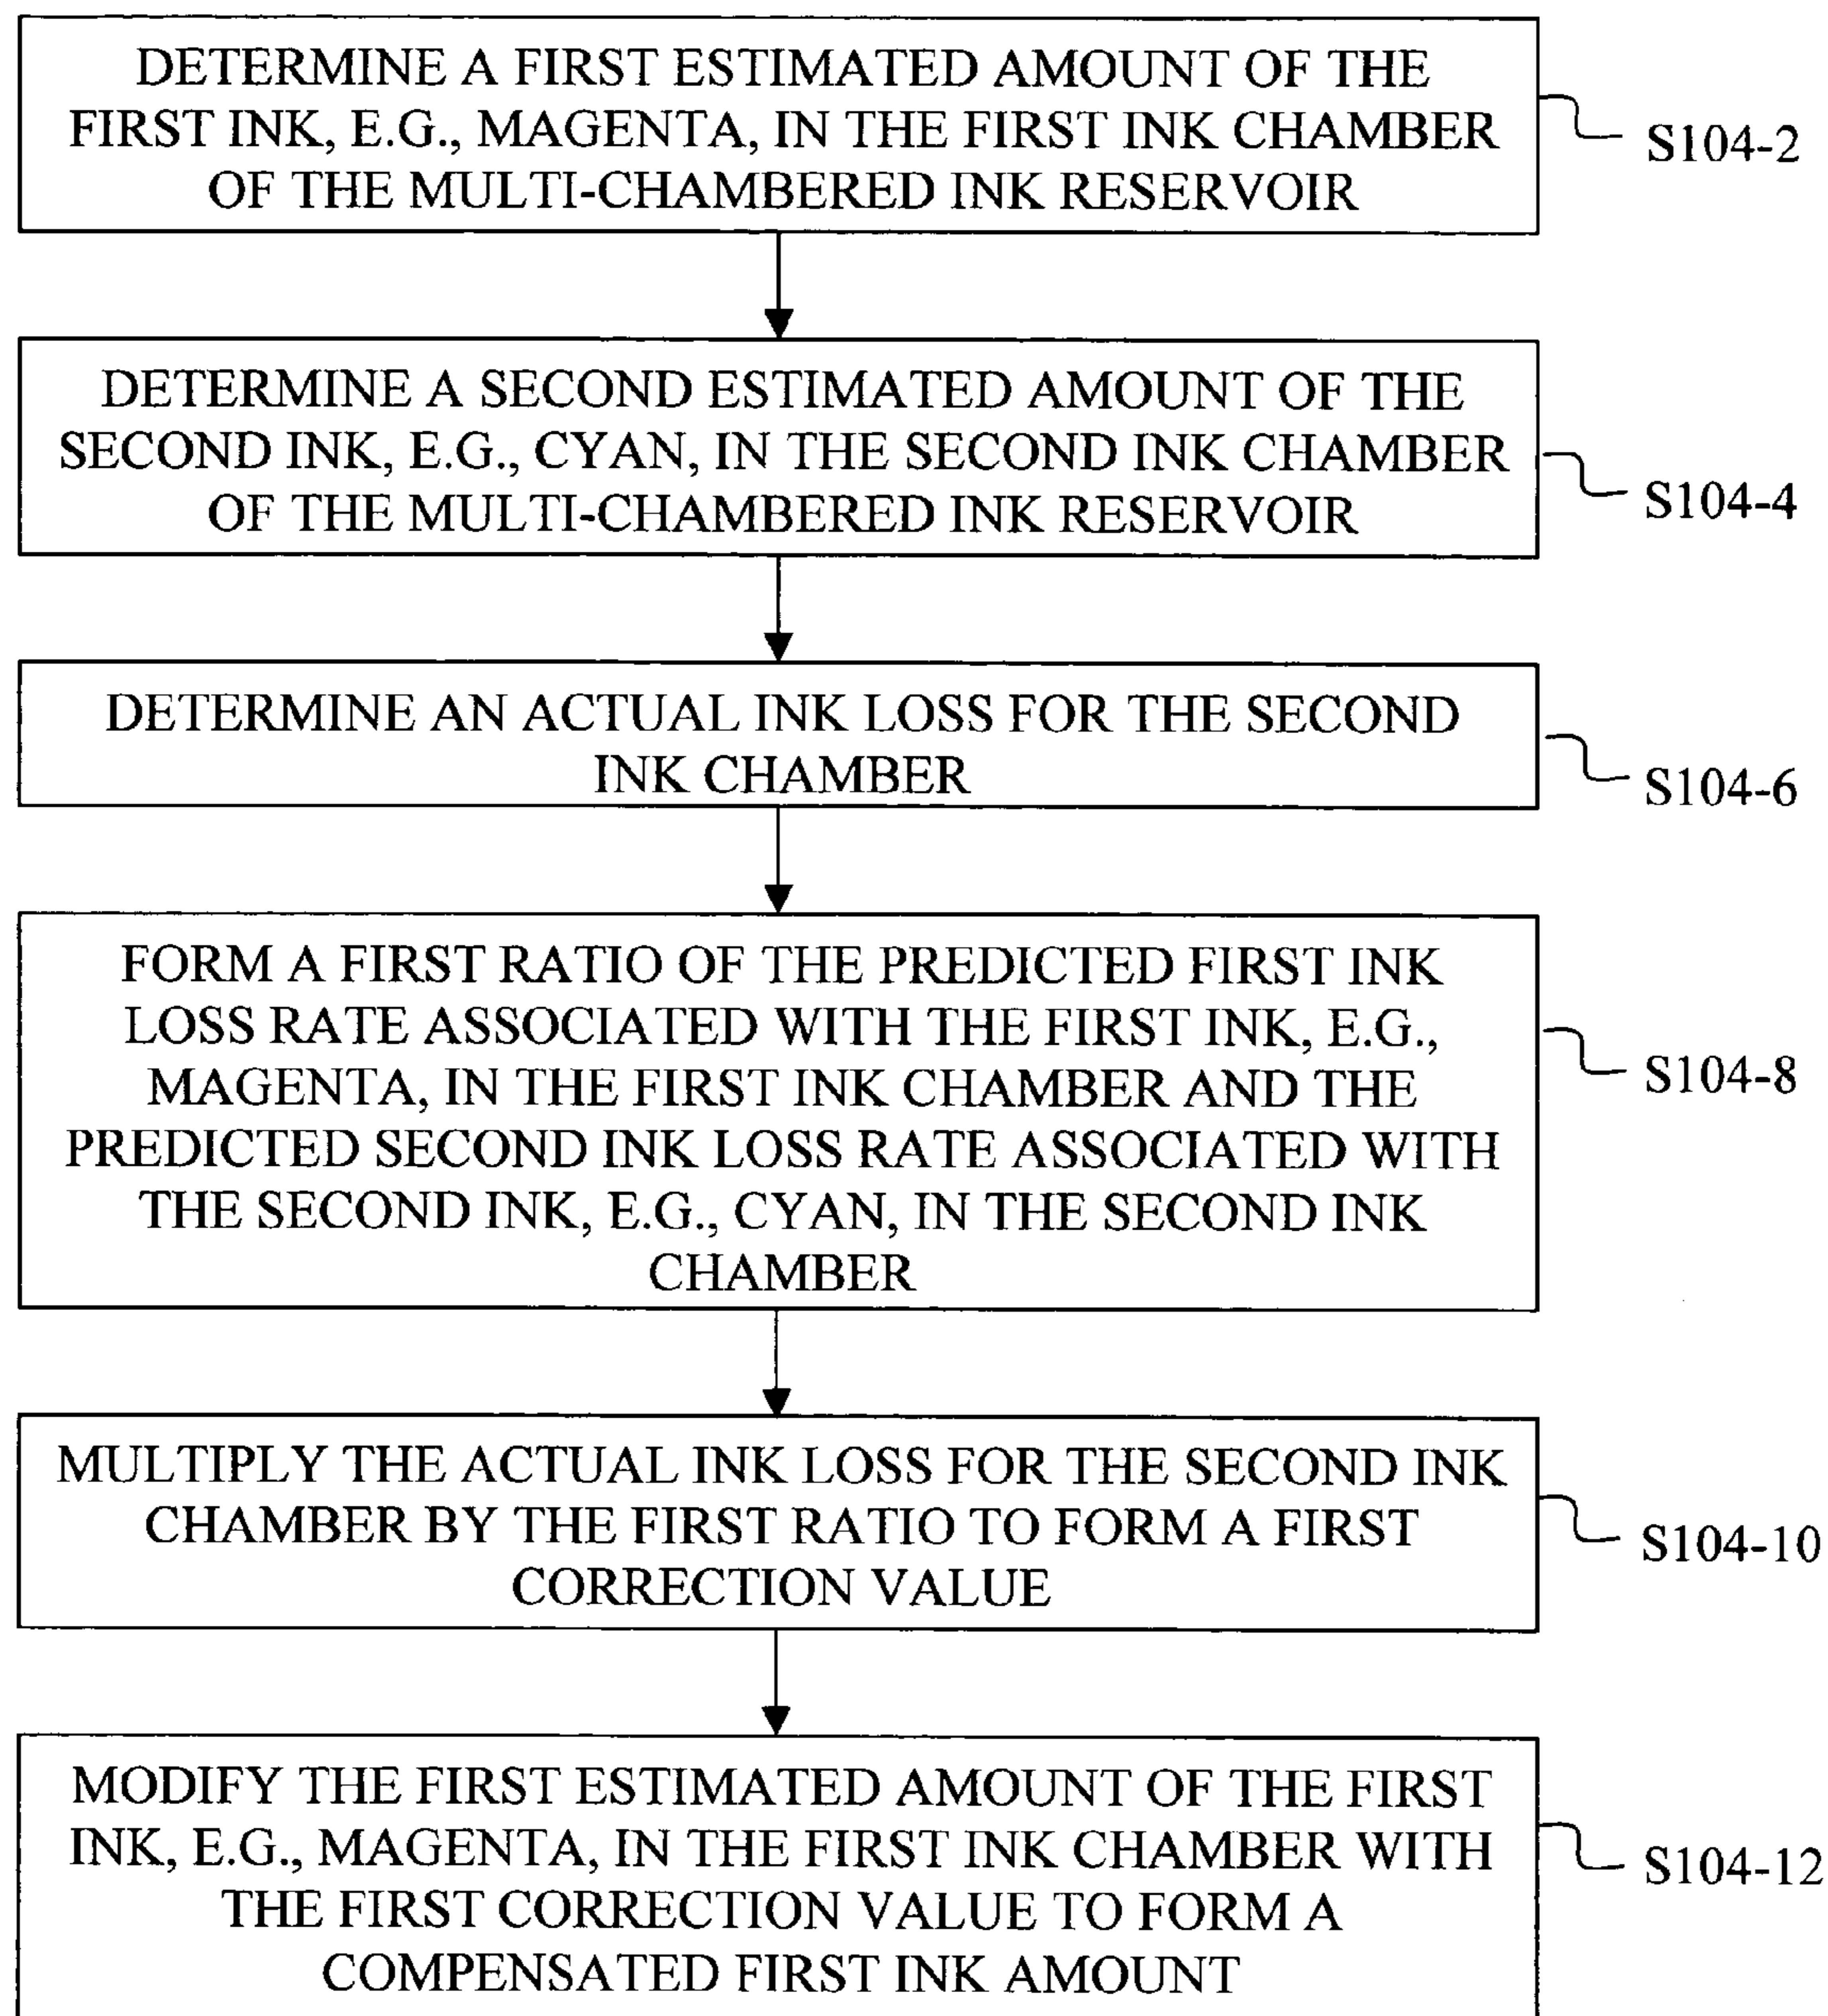 DETERMINE A FIRST ESTIMATED AMOUNT OF THE
FIRST INK, E.G., MAGENTA, IN THE FIRST INK CHAMBER
OF THE MULTI-CHAMBERED INK RESERVOIR
S104-2
DETERMINE A SECOND ESTIMATED AMOUNT OF THE
SECOND INK, E.G., CYAN, IN THE SECOND INK CHAMBER
OF THE MULTI-CHAMBERED INK RESERVOIR
S104-4
DETERMINE AN ACTUAL INK LOSS FOR THE SECOND
INK CHAMBER
S104-6
FORM A FIRST RATIO OF THE PREDICTED FIRST INK
LOSS RATE ASSOCIATED WITH THE FIRST INK, E.G.,
MAGENTA, IN THE FIRST INK CHAMBER AND THE
PREDICTED SECOND INK LOSS RATE ASSOCIATED WITH
THE SECOND INK, E.G., CYAN, IN THE SECOND INK
CHAMBER
S104-8
MULTIPLY THE ACTUAL INK LOSS FOR THE SECOND INK
CHAMBER BY THE FIRST RATIO TO FORM A FIRST
CORRECTION VALUE
S104-10
MODIFY THE FIRST ESTIMATED AMOUNT OF THE FIRST
INK, E.G., MAGENTA, IN THE FIRST INK CHAMBER WITH
THE FIRST CORRECTION VALUE TO FORM A
COMPENSATED FIRST INK AMOUNT
S104-12